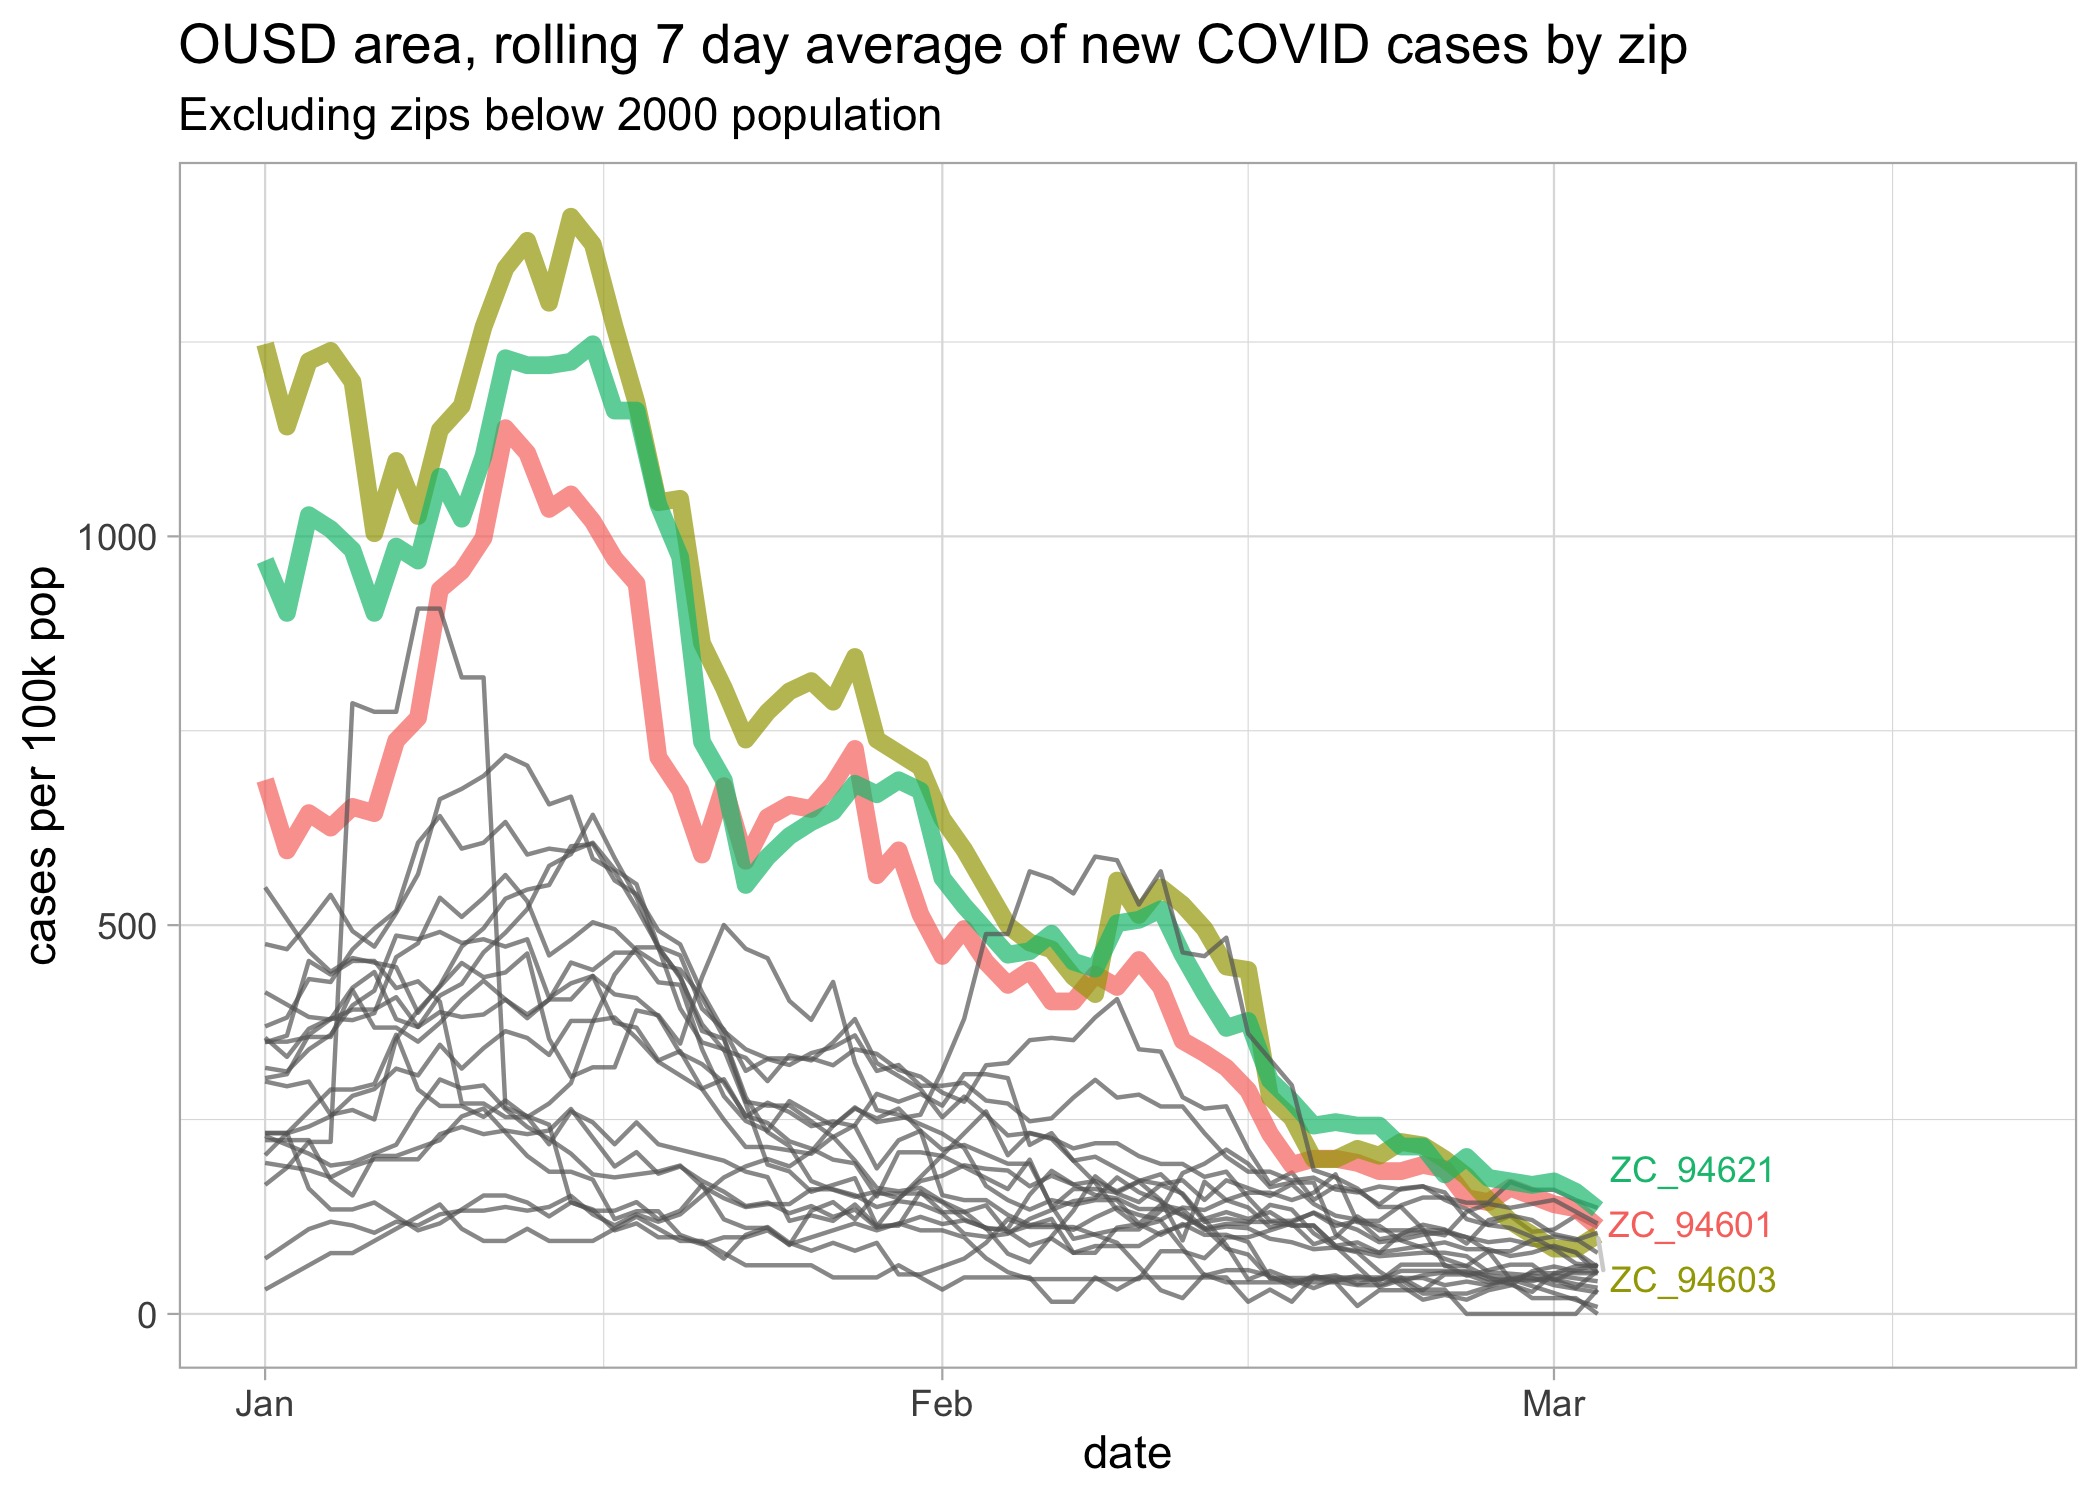 OUSD area, rolling 7 day average of new COVID cases by zip
Excluding zips below 2000 population
cases per 100k pop
1000
500
0
ZC_94621
ZC_94601
ZC_94603
Jan
Feb
Mar
date